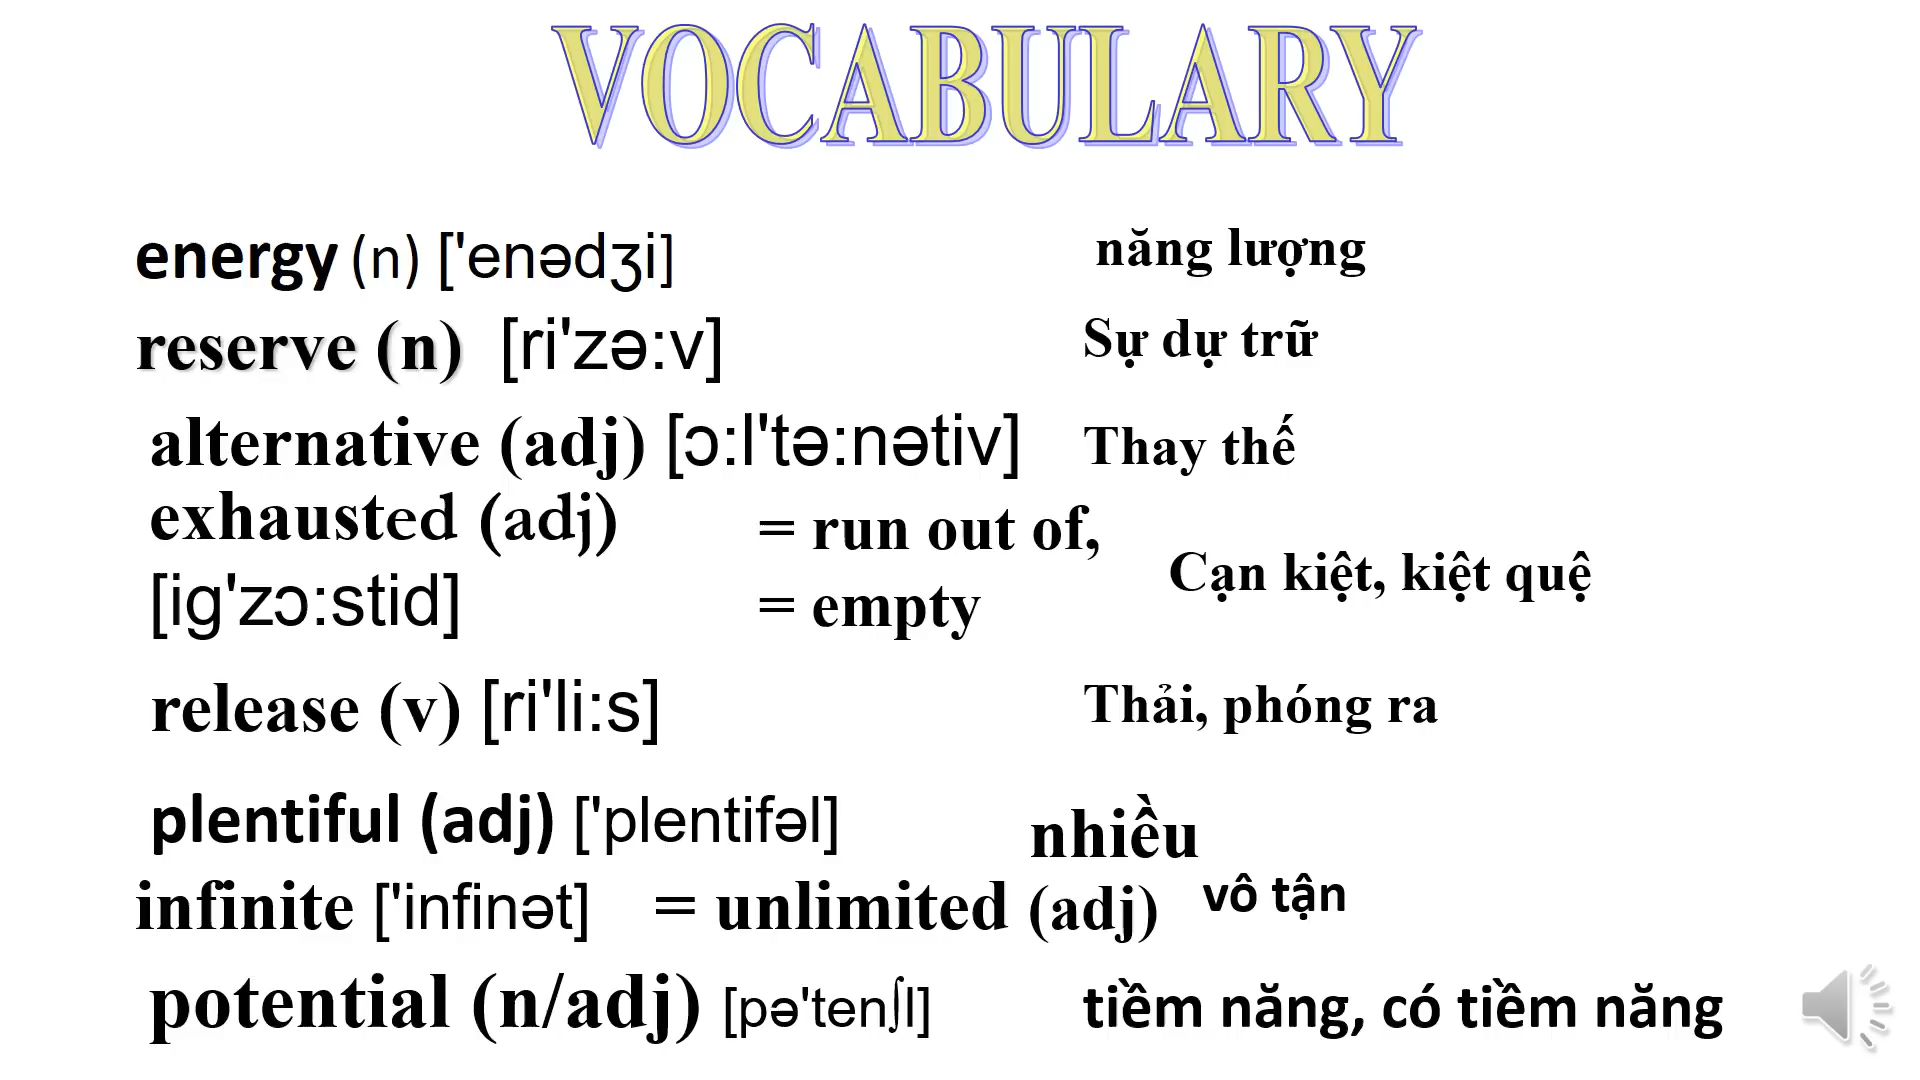 VOCABULARY
energy (n) ['enədʒi] năng lượng
reserve (n) [ri'zə:v] Sự dự trữ
alternative (adj) [ɔ:l'tə:nətiv] Thay thế
exhausted (adj) = run out of,
[ig'zɔ:stid] = empty Cạn kiệt, kiệt quệ
release (v) [ri'li:s] Thải, phóng ra
plentiful (adj) ['plentifəl] nhiều
infinite ['infinət] = unlimited (adj) vô tận
potential (n/adj) [pə'ten∫l] tiềm năng, có tiềm năng